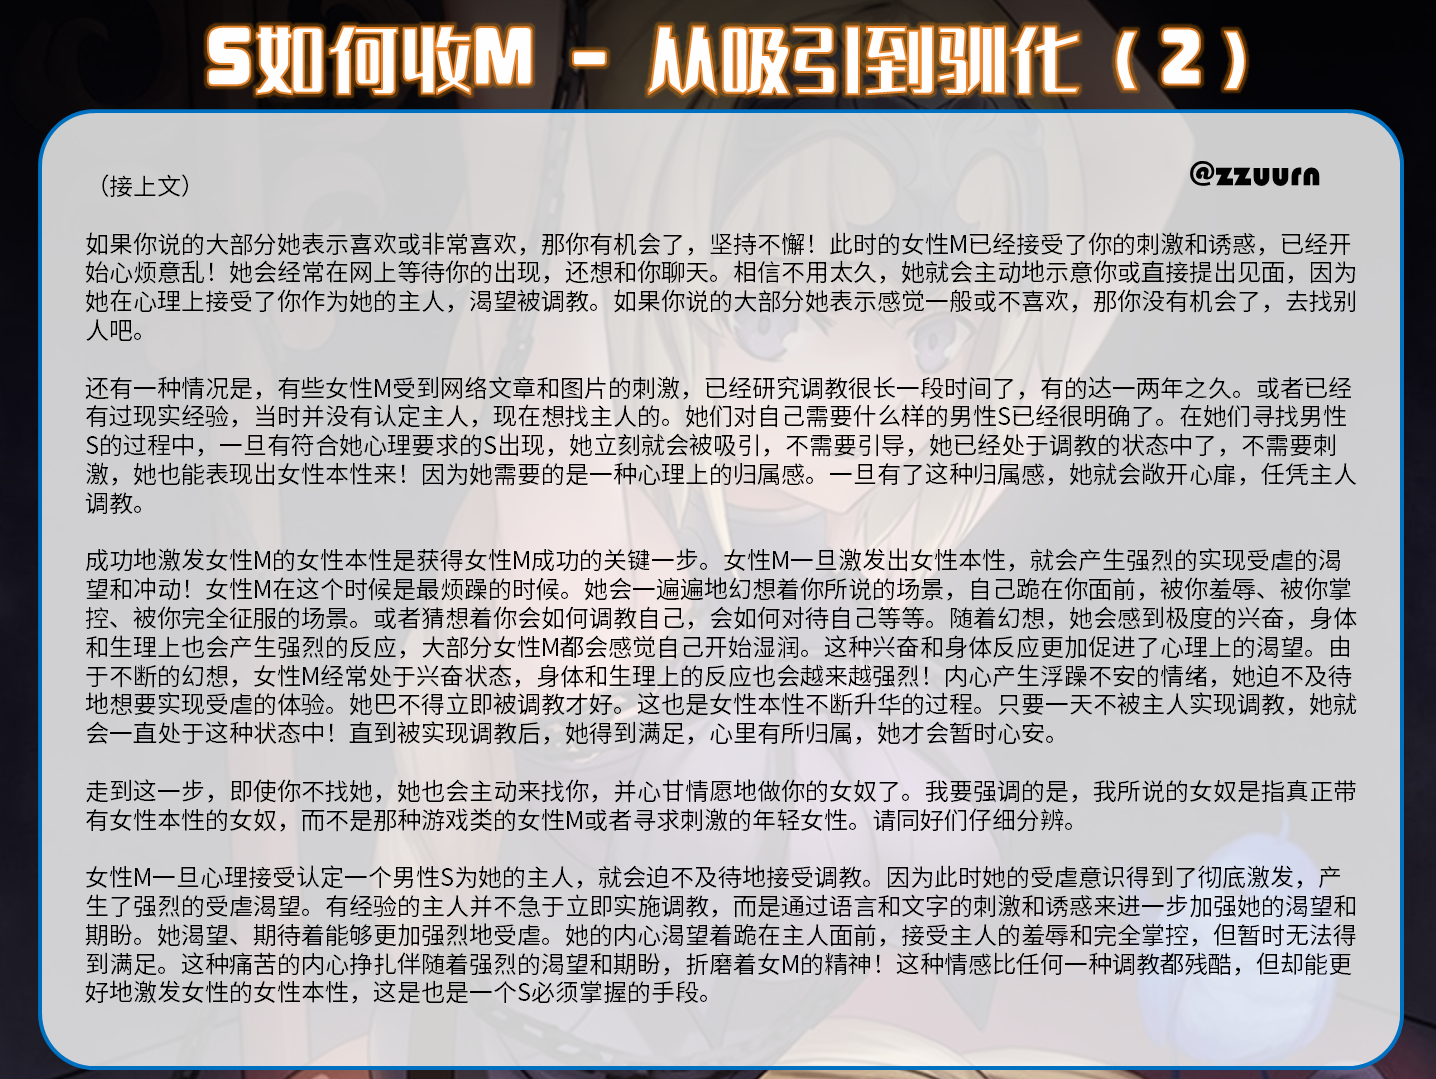 S如何收M - 从吸引到驯化（2）
@zzuurn
（接上文）
如果你说的大部分她表示喜欢或非常喜欢，那你有机会了，坚持不懈！此时的女性M已经接受了你的刺激和诱惑，已经开
始心烦意乱！她会经常在网上等待你的出现，还想和你聊天。相信不用太久，她就会主动地示意你或直接提出见面，因为
她在心理上接受了你作为她的主人，渴望被调教。如果你说的大部分她表示感觉一般或不喜欢，那你没有机会了，去找别
人吧。
还有一种情况是，有些女性M受到网络文章和图片的刺激，已经研究调教很长一段时间了，有的达一两年之久。或者已经
有过现实经验，当时并没有认定主人，现在想找主人的。她们对自己需要什么样的男性S已经很明确了。在她们寻找男性
S的过程中，一旦有符合她心理要求的S出现，她立刻就会被吸引，不需要引导，她已经处于调教的状态中了，不需要刺
激，她也能表现出女性本性来！因为她需要的是一种心理上的归属感。一旦有了这种归属感，她就会敞开心扉，任凭主人
调教。
成功地激发女性M的女性本性是获得女性M成功的关键一步。女性M一旦激发出女性本性，就会产生强烈的实现受虐的渴
望和冲动！女性M在这个时候是最烦躁的时候。她会一遍遍地幻想着你所说的场景，自己跪在你面前，被你羞辱、被你掌
控、被你完全征服的场景。或者猜想着你会如何调教自己，会如何对待自己等等。随着幻想，她会感到极度的兴奋，身体
和生理上也会产生强烈的反应，大部分女性M都会感觉自己开始湿润。这种兴奋和身体反应更加促进了心理上的渴望。由
于不断的幻想，女性M经常处于兴奋状态，身体和生理上的反应也会越来越强烈！内心产生浮躁不安的情绪，她迫不及待
地想要实现受虐的体验。她巴不得立即被调教才好。这也是女性本性不断升华的过程。只要一天不被主人实现调教，她就
会一直处于这种状态中！直到被实现调教后，她得到满足，心里有所归属，她才会暂时心安。
走到这一步，即使你不找她，她也会主动来找你，并心甘情愿地做你的女奴了。我要强调的是，我所说的女奴是指真正带
有女性本性的女奴，而不是那种游戏类的女性M或者寻求刺激的年轻女性。请同好们仔细分辨。
女性M一旦心理接受认定一个男性S为她的主人，就会迫不及待地接受调教。因为此时她的受虐意识得到了彻底激发，产
生了强烈的受虐渴望。有经验的主人并不急于立即实施调教，而是通过语言和文字的刺激和诱惑来进一步加强她的渴望和
期盼。她渴望、期待着能够更加强烈地受虐。她的内心渴望着跪在主人面前，接受主人的羞辱和完全掌控，但暂时无法得
到满足。这种痛苦的内心挣扎伴随着强烈的渴望和期盼，折磨着女M的精神！这种情感比任何一种调教都残酷，但却能更
好地激发女性的女性本性，这是也是一个S必须掌握的手段。